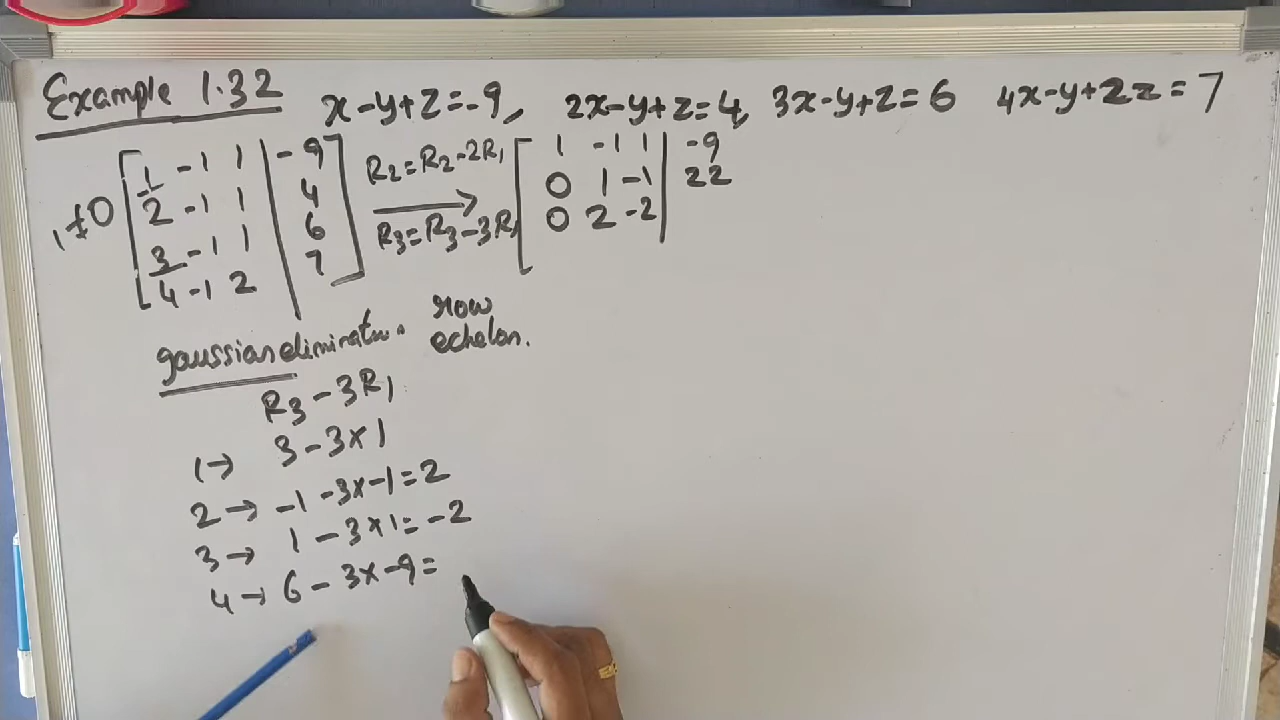 Example 1.32 x-y+z=-9, 2x-y+z=4, 3x-y+z=6 4x-y+2z=7
1≠0 [1 -1 1 | -9] R2=R2-2R1 [1 -1 1 | -9
2 -1 1 | 4 → 0 1 -1 | 22
3 -1 1 | 6 R3=R3-3R1 0 2 -2
4 -1 2 | 7
gaussian elimination. row
echelon.
R3-3R1
1→ 3-3×1
2→ -1-3×-1=2
3→ 1-3×1=-2
4→ 6-3×-9=